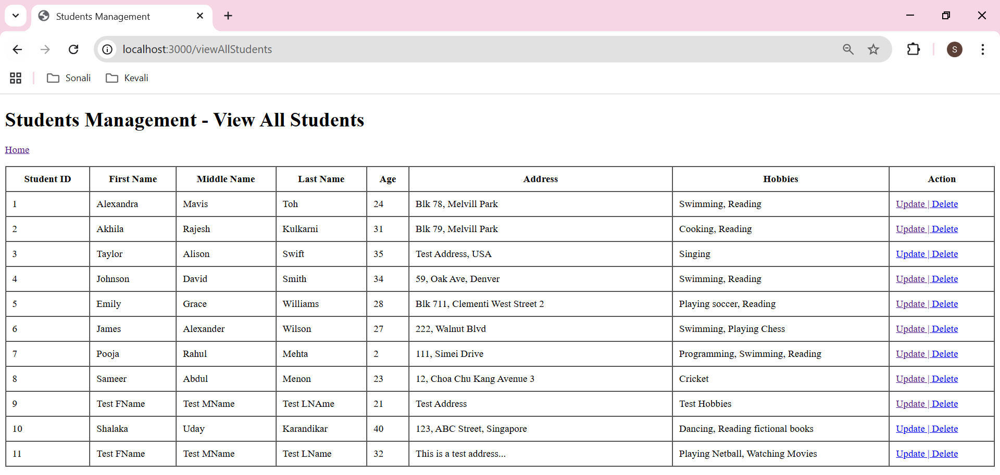 Students Management
localhost:3000/viewAllStudents
S
Sonali Kevali
Students Management - View All Students
Home
Student ID First Name Middle Name Last Name Age Address Hobbies Action
1 Alexandra Mavis Toh 24 Blk 78, Melvill Park Swimming, Reading Update | Delete
2 Akhila Rajesh Kulkarni 31 Blk 79, Melvill Park Cooking, Reading Update | Delete
3 Taylor Alison Swift 35 Test Address, USA Singing Update | Delete
4 Johnson David Smith 34 59, Oak Ave, Denver Swimming, Reading Update | Delete
5 Emily Grace Williams 28 Blk 711, Clementi West Street 2 Playing soccer, Reading Update | Delete
6 James Alexander Wilson 27 222, Walnut Blvd Swimming, Playing Chess Update | Delete
7 Pooja Rahul Mehta 2 111, Simei Drive Programming, Swimming, Reading Update | Delete
8 Sameer Abdul Menon 23 12, Choa Chu Kang Avenue 3 Cricket Update | Delete
9 Test FName Test MName Test LNAme 21 Test Address Test Hobbies Update | Delete
10 Shalaka Uday Karandikar 40 123, ABC Street, Singapore Dancing, Reading fictional books Update | Delete
11 Test FName Test MName Test LName 32 This is a test address... Playing Netball, Watching Movies Update | Delete